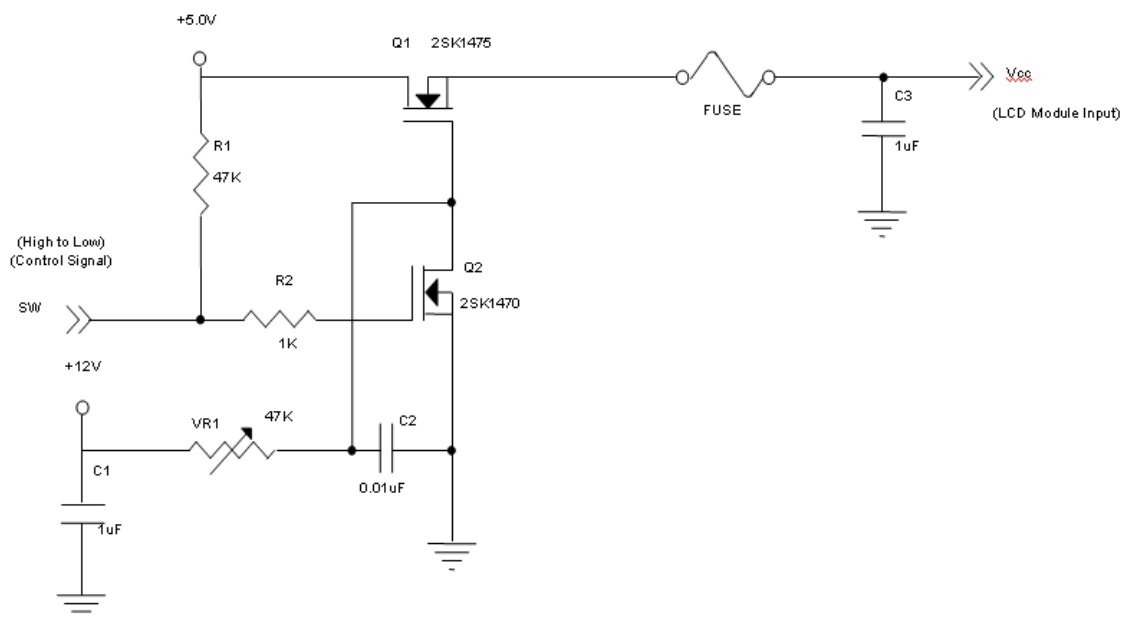 +5.0V
Q1 2SK1475
Vcc
C3
FUSE
(LCD Module Input)
R1
1uF
47K
(High to Low)
(Control Signal)
Q2
R2
SW
2SK1470
1K
+12V
47K
VR1
C2
C1
0.01uF
1uF